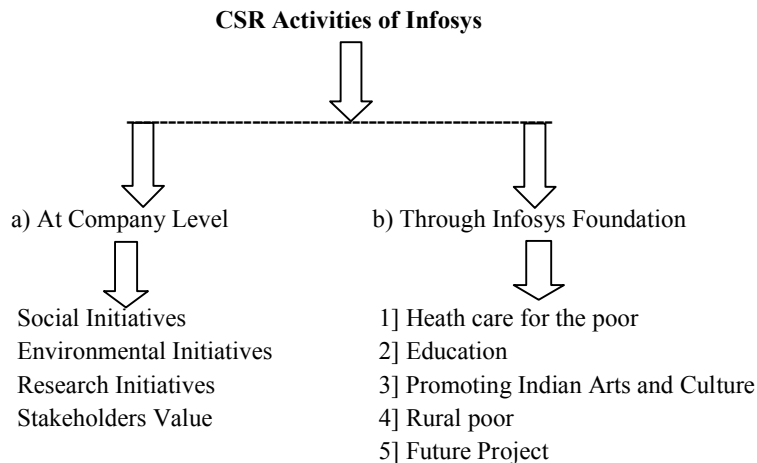 CSR Activities of Infosys
a) At Company Level
Social Initiatives
Environmental Initiatives
Research Initiatives
Stakeholders Value
b) Through Infosys Foundation
1] Heath care for the poor
2] Education
3] Promoting Indian Arts and Culture
4] Rural poor
5] Future Project